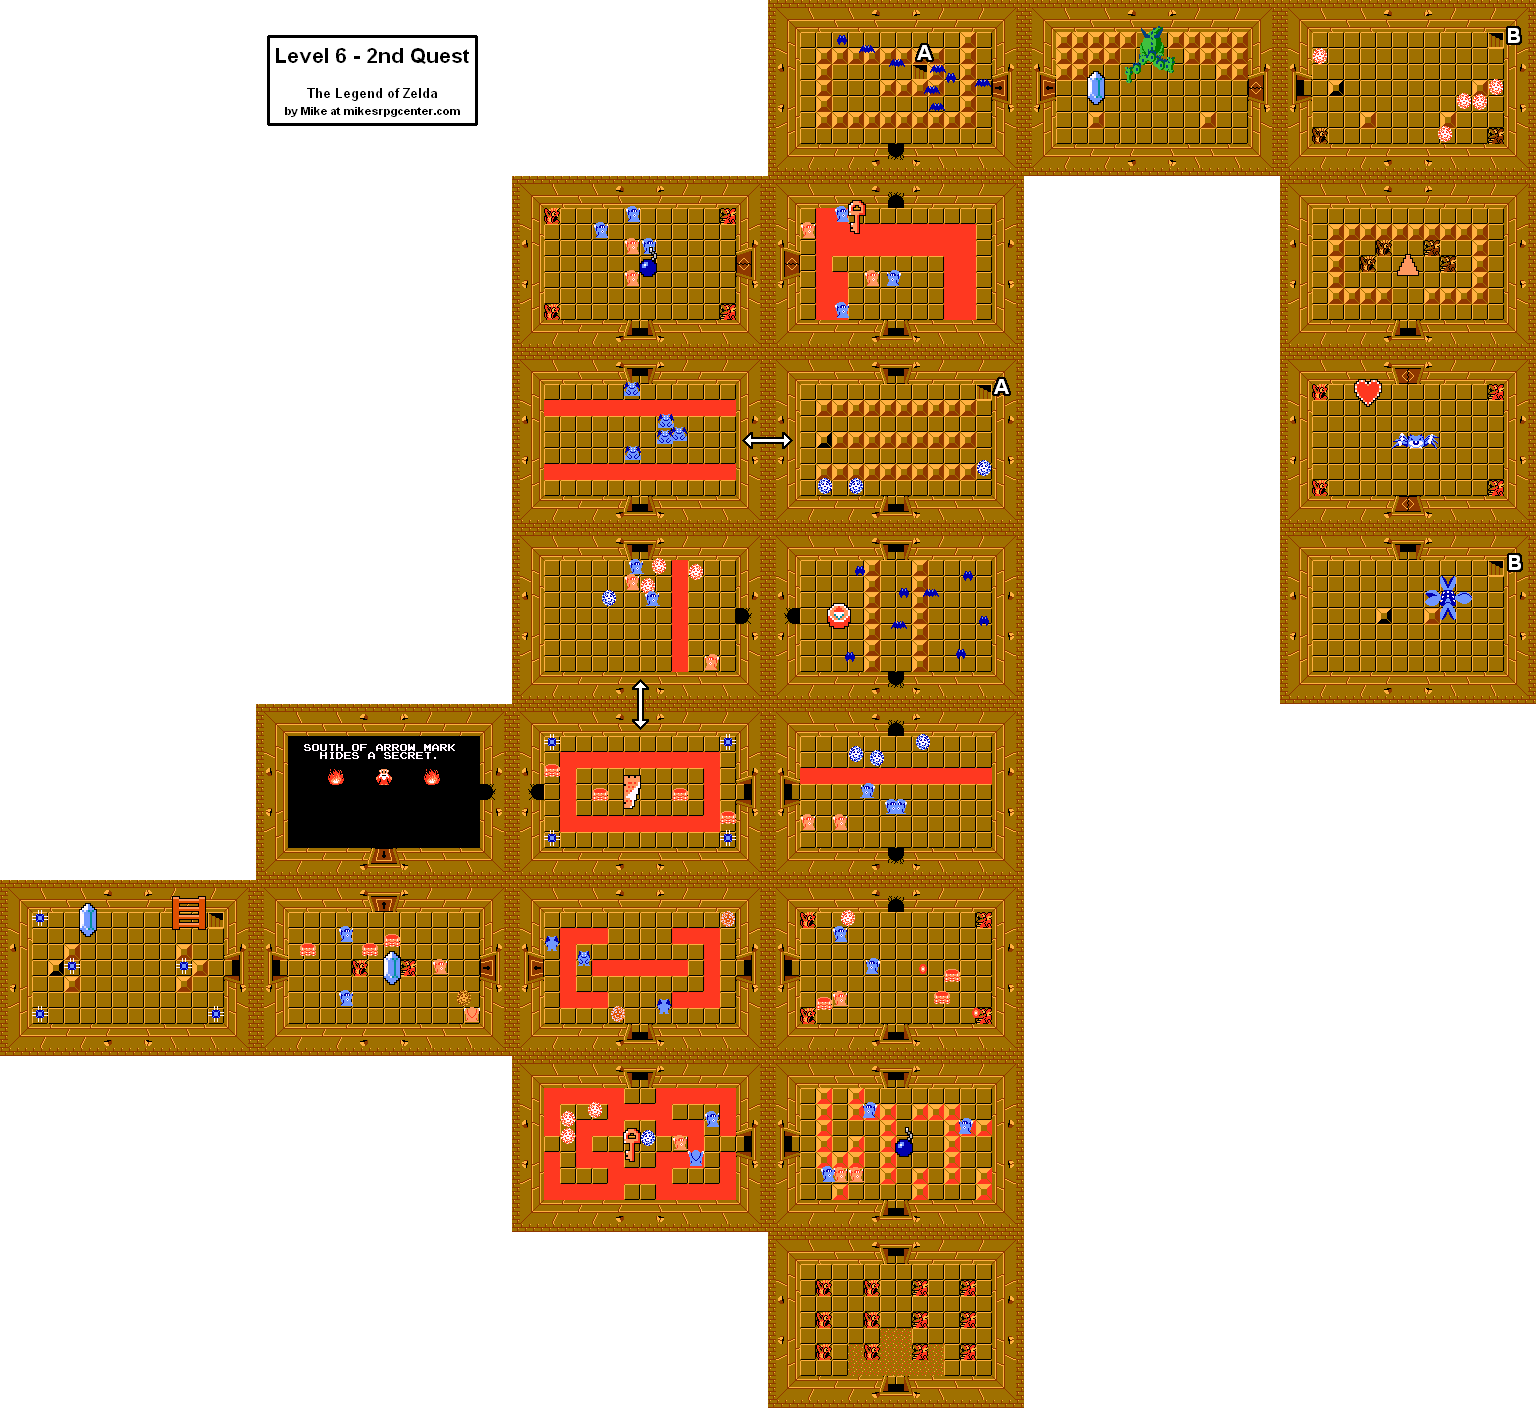 Level 6 - 2nd Quest
The Legend of Zelda
by Mike at mikesrpgcenter.com
A
B
A
B
SOUTH OF ARROW MARK
HIDES A SECRET.